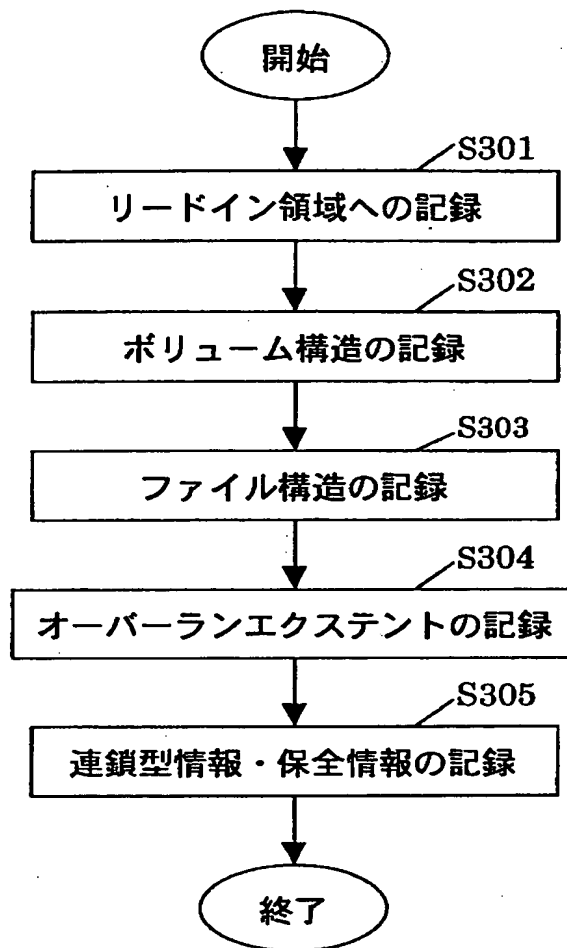 開始
S301
リードイン領域への記録
S302
ボリューム構造の記録
S303
ファイル構造の記録
S304
オーバーランエクステントの記録
S305
連鎖型情報・保全情報の記録
終了